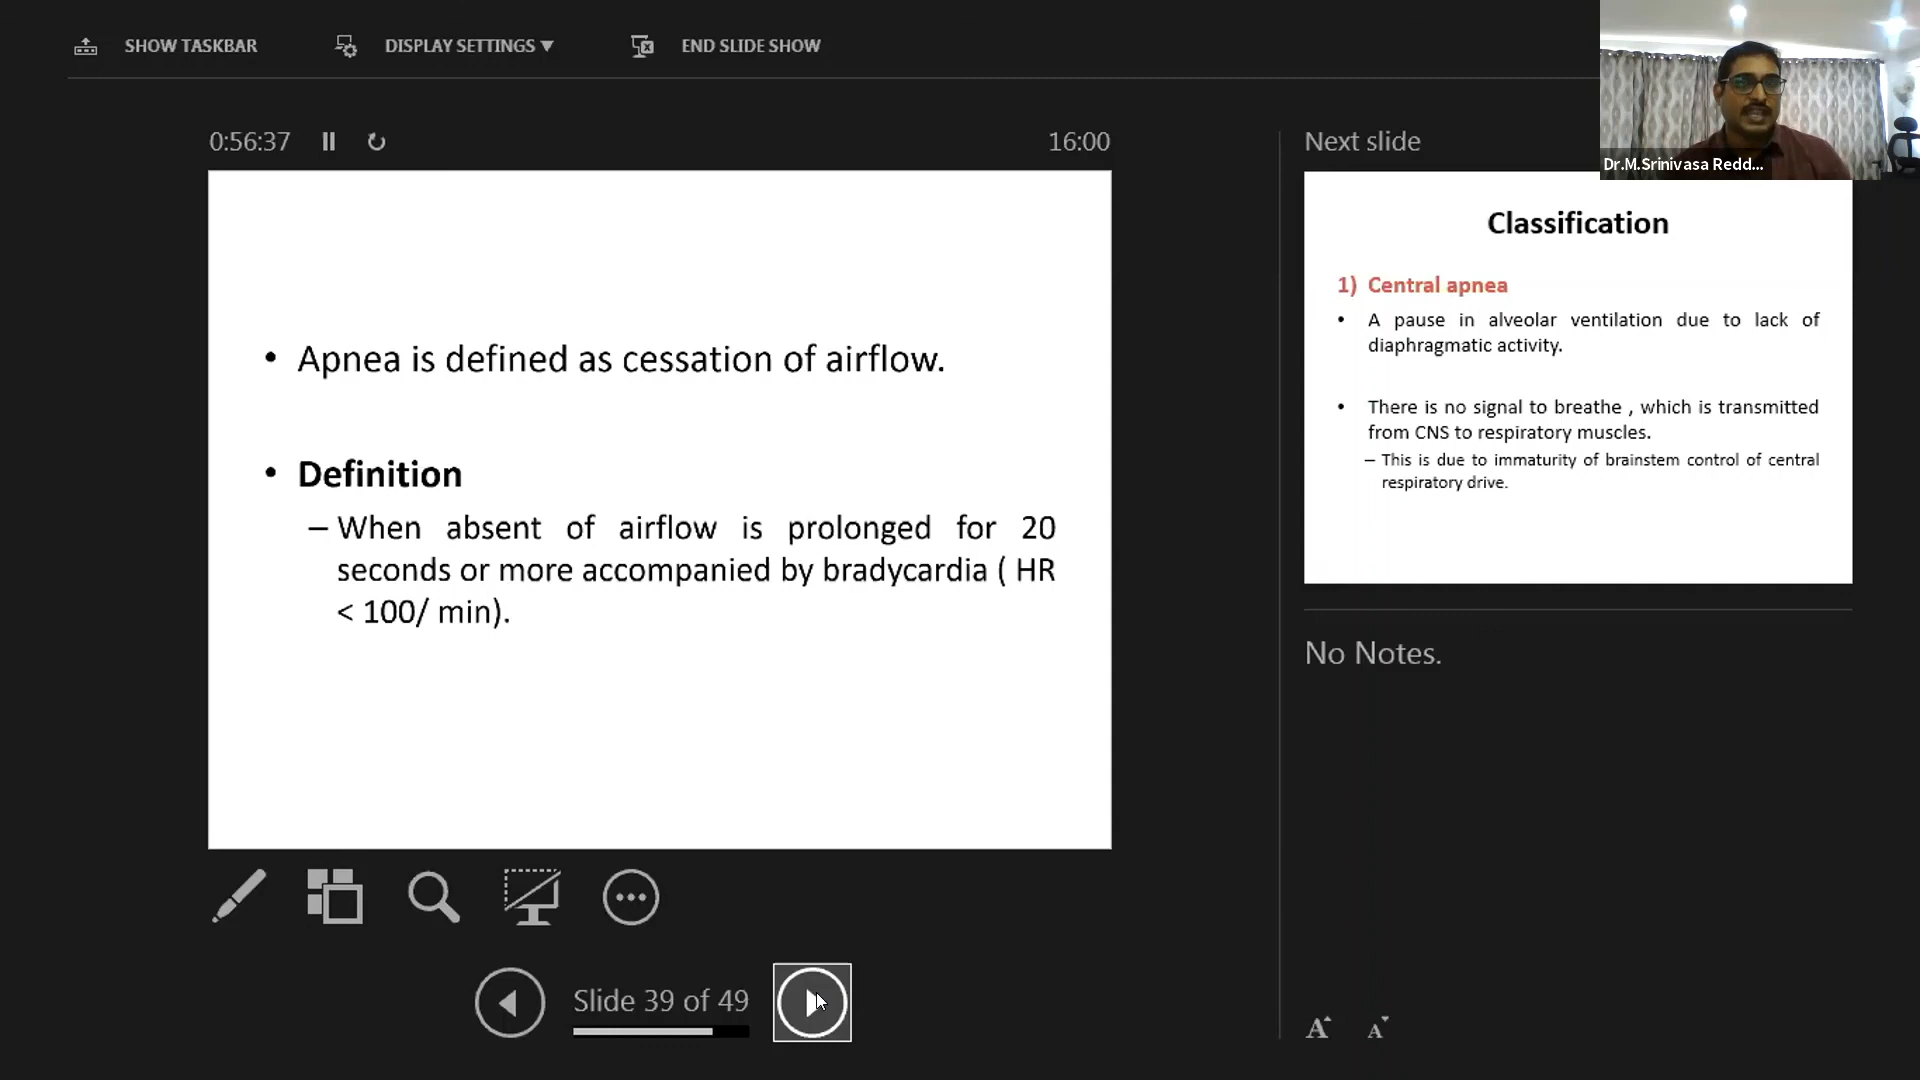 SHOW TASKBAR
DISPLAY SETTINGS ▼
END SLIDE SHOW
Dr.M.Srinivasa Redd...
0:56:37
16:00
• Apnea is defined as cessation of airflow.
• Definition
– When absent of airflow is prolonged for 20
seconds or more accompanied by bradycardia ( HR
< 100/ min).
Slide 39 of 49
Next slide
Classification
1) Central apnea
• A pause in alveolar ventilation due to lack of
diaphragmatic activity.
• There is no signal to breathe , which is transmitted
from CNS to respiratory muscles.
– This is due to immaturity of brainstem control of central
respiratory drive.
No Notes.
A A